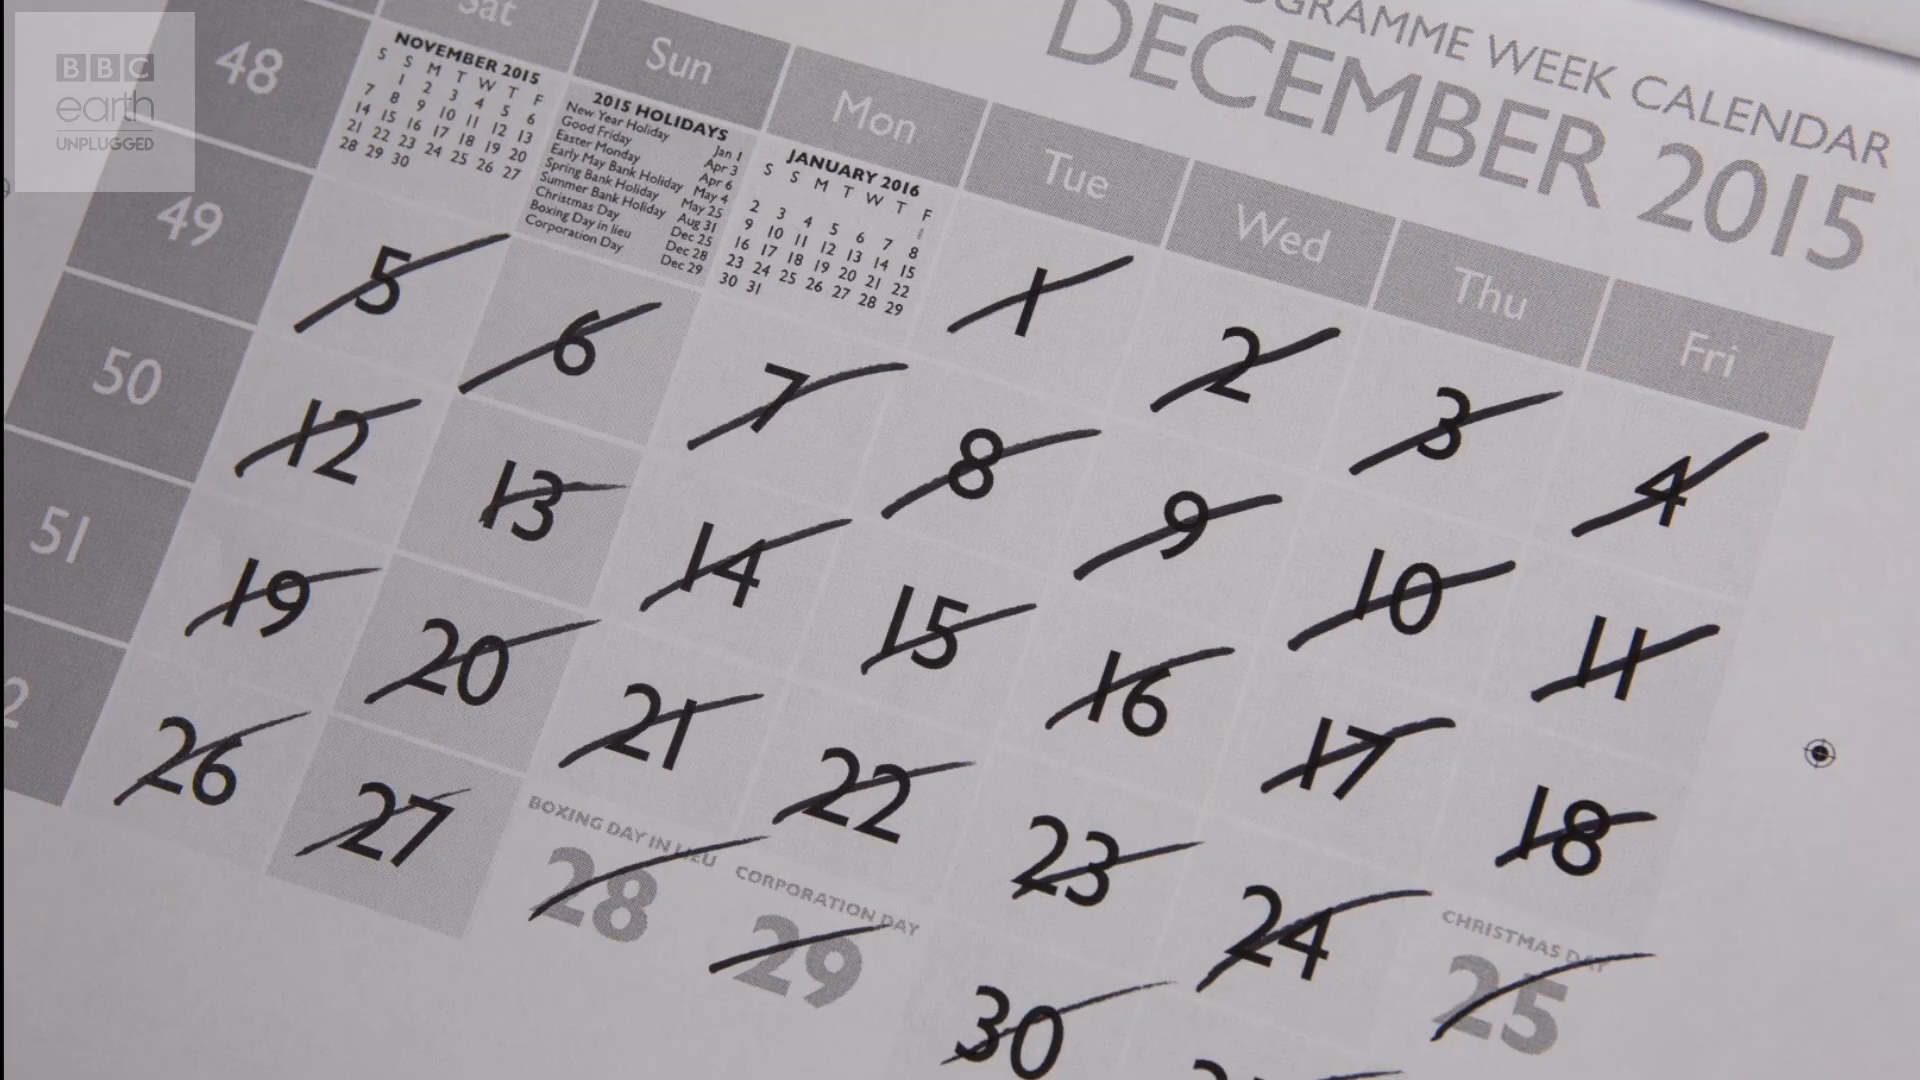 BBC
earth
UNPLUGGED
PROGRAMME WEEK CALENDAR
DECEMBER 2015
Sat Sun Mon Tue Wed Thu Fri
48
NOVEMBER 2015
S S M T W T F
1 2 3 4 5 6
7 8 9 10 11 12 13
14 15 16 17 18 19 20
21 22 23 24 25 26 27
28 29 30
2015 HOLIDAYS
New Year Holiday Jan 1
Good Friday Apr 3
Easter Monday Apr 6
Early May Bank Holiday May 4
Spring Bank Holiday May 25
Summer Bank Holiday Aug 31
Christmas Day Dec 25
Boxing Day in lieu Dec 28
Corporation Day Dec 29
JANUARY 2016
S S M T W T F
1
2 3 4 5 6 7 8
9 10 11 12 13 14 15
16 17 18 19 20 21 22
23 24 25 26 27 28 29
30 31
1 2 3 4
49 5 6 7 8 9 10 11
50 12 13 14 15 16 17 18
51 19 20 21 22 23 24
CHRISTMAS DAY
25
26 27
BOXING DAY IN LIEU
28
CORPORATION DAY
29
30